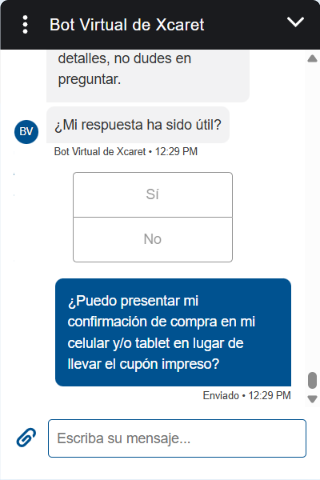 Bot Virtual de Xcaret
detalles, no dudes en
preguntar.
¿Mi respuesta ha sido útil?
BV
Bot Virtual de Xcaret • 12:29 PM
Sí
No
¿Puedo presentar mi
confirmación de compra en mi
celular y/o tablet en lugar de
llevar el cupón impreso?
Enviado • 12:29 PM
Escriba su mensaje...